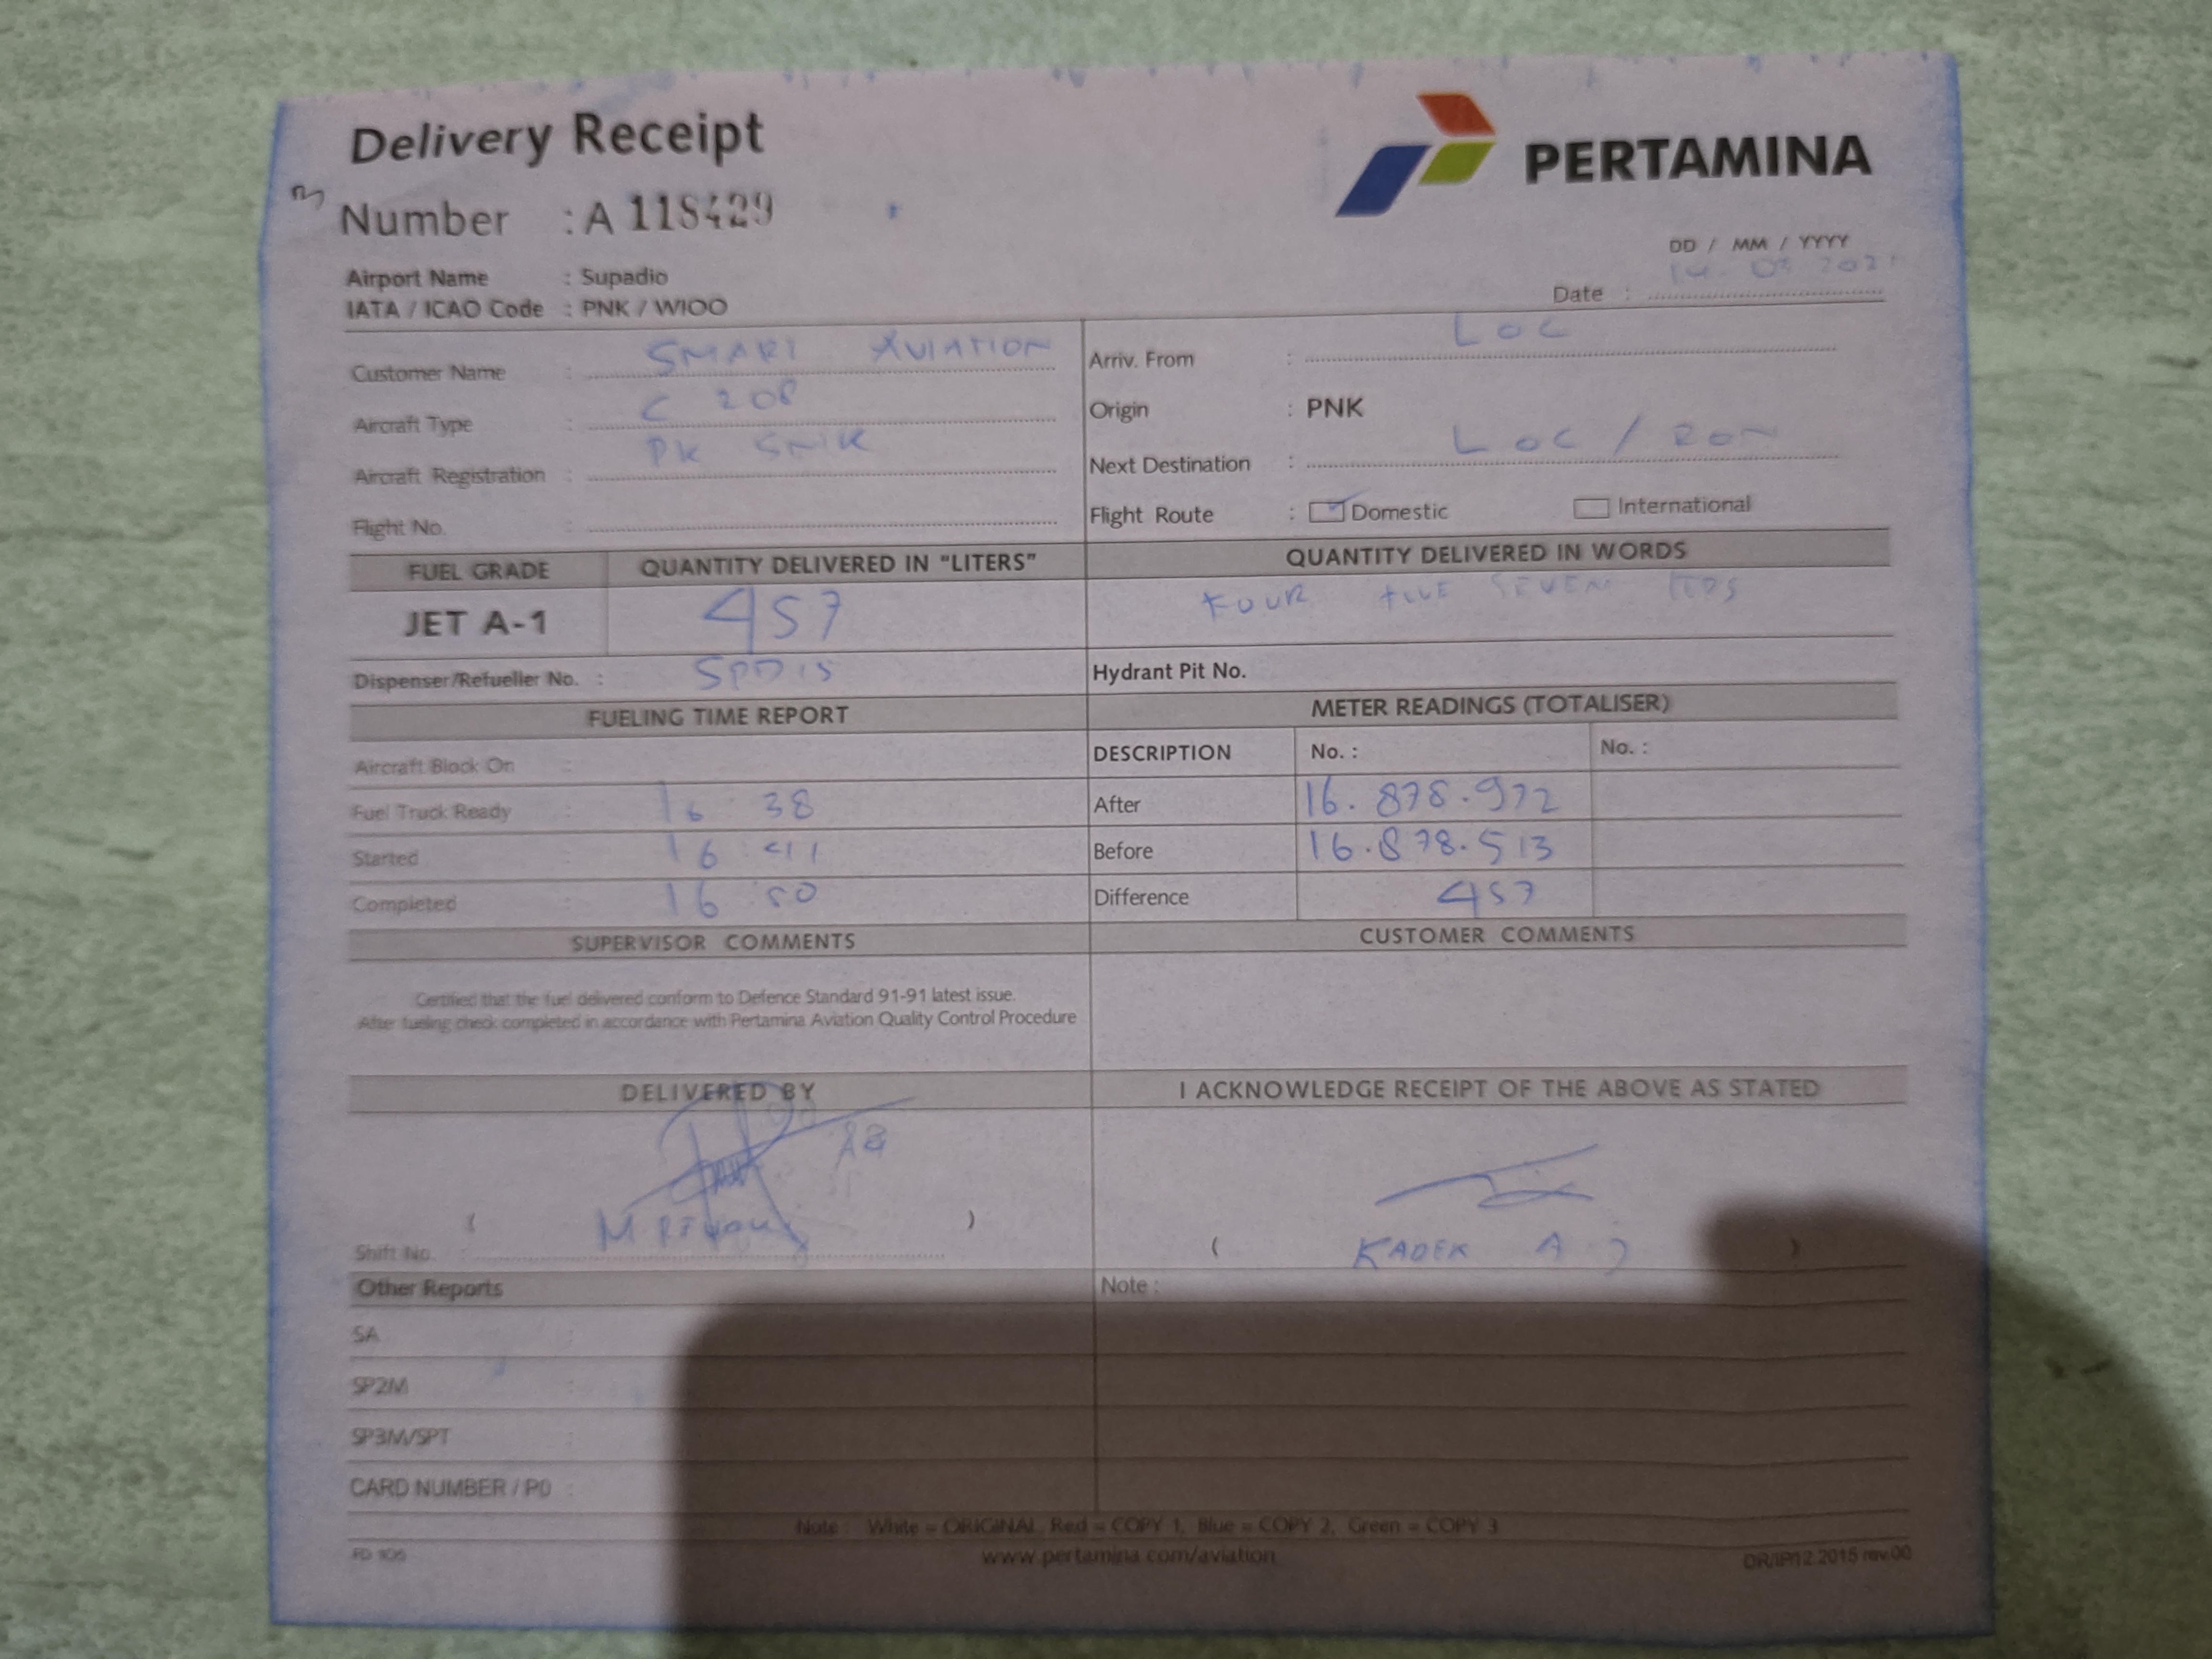 Delivery Receipt
PERTAMINA
Number : A 118429
DD / MM / YYYY
Airport Name : Supadio
IATA / ICAO Code : PNK / WIOO
Date : 14. 03 2021
Customer Name : SMART AVIATION
Arriv. From : LOC
Aircraft Type : C 208
Origin : PNK
Aircraft Registration : PK SNK
Next Destination : LOC / RON
Flight No. :
Flight Route : Domestic International
FUEL GRADE QUANTITY DELIVERED IN "LITERS" QUANTITY DELIVERED IN WORDS
JET A-1 457 FOUR FIVE SEVEN LTRS
Dispenser/Refueller No. : SPD 15 Hydrant Pit No.
FUELING TIME REPORT METER READINGS (TOTALISER)
Aircraft Block On : DESCRIPTION No. : No. :
Fuel Truck Ready : 16 38 After 16.878.972
Started : 16 41 Before 16.878.513
Completed : 16 50 Difference 457
SUPERVISOR COMMENTS CUSTOMER COMMENTS
Certified that the fuel delivered conform to Defence Standard 91-91 latest issue.
After fueling check completed in accordance with Pertamina Aviation Quality Control Procedure
DELIVERED BY I ACKNOWLEDGE RECEIPT OF THE ABOVE AS STATED
( M )
Shift No. :
( KADEK A )
Other Reports Note :
SA :
SP2M :
SP3M/SPT :
CARD NUMBER / PO :
Note : White = ORIGINAL, Red = COPY 1, Blue = COPY 2, Green = COPY 3
FD 106 www.pertamina.com/aviation DR/IP12.2015 rev.00